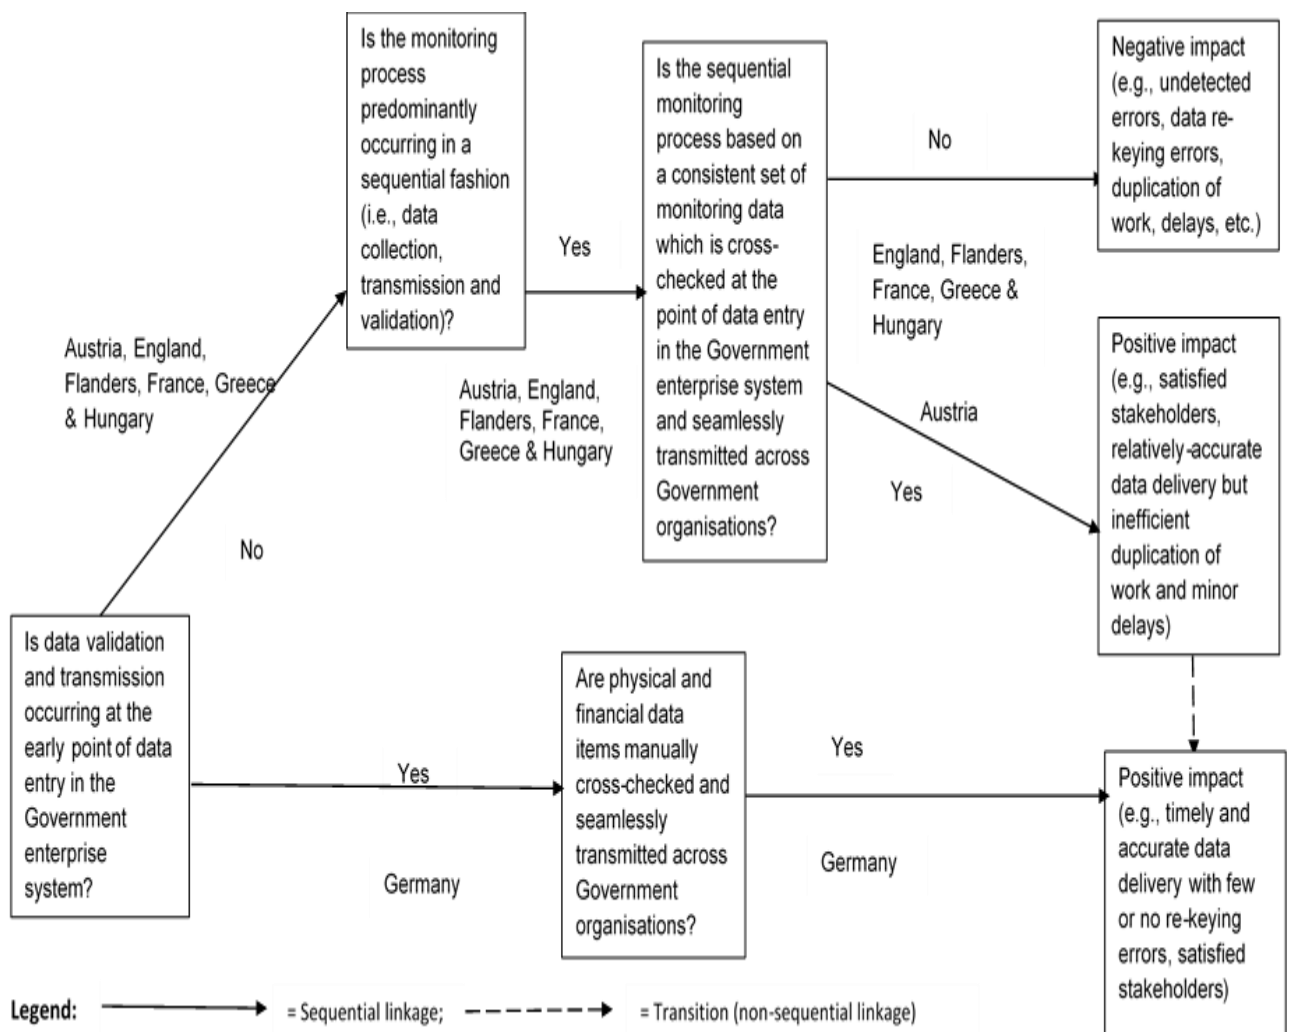 Is the monitoring
process
predominantly
occurring in a
sequential fashion
(i.e., data
collection,
transmission and
validation)?
Is the sequential
monitoring
process based on
a consistent set of
monitoring data
which is cross-
checked at the
point of data entry
in the Government
enterprise system
and seamlessly
transmitted across
Government
organisations?
Negative impact
(e.g., undetected
errors, data re-
keying errors,
duplication of
work, delays, etc.)
No
Yes
England, Flanders,
France, Greece &
Hungary
Austria, England,
Flanders, France, Greece
& Hungary
Austria, England,
Flanders, France,
Greece & Hungary
Positive impact
(e.g., satisfied
stakeholders,
relatively-accurate
data delivery but
inefficient
duplication of
work and minor
delays)
Austria
Yes
No
Is data validation
and transmission
occurring at the
early point of data
entry in the
Government
enterprise
system?
Yes
Germany
Are physical and
financial data
items manually
cross-checked and
seamlessly
transmitted across
Government
organisations?
Yes
Germany
Positive impact
(e.g., timely and
accurate data
delivery with few
or no re-keying
errors, satisfied
stakeholders)
Legend: = Sequential linkage; = Transition (non-sequential linkage)